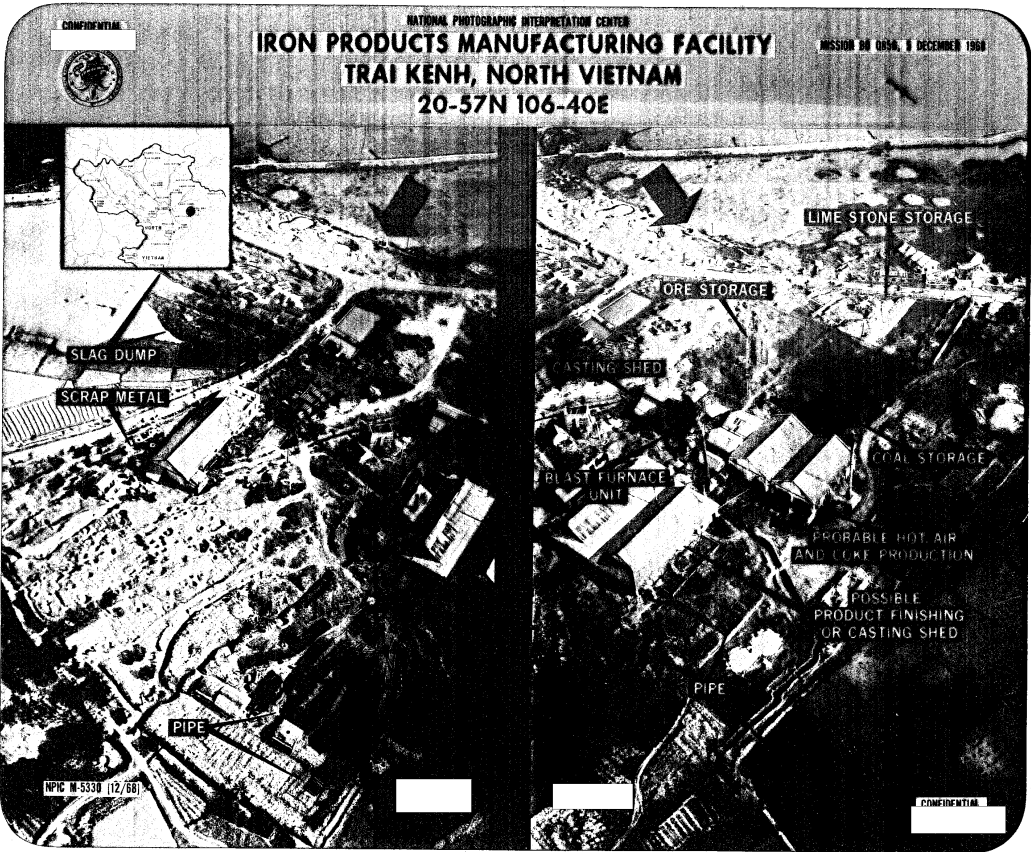 CONFIDENTIAL
NATIONAL PHOTOGRAPHIC INTERPRETATION CENTER
IRON PRODUCTS MANUFACTURING FACILITY
MISSION
DECEMBER 1968
TRAI KENH, NORTH VIETNAM
20-57N 106-40E
NORTH
VIETNAM
SLAG DUMP
SCRAP METAL
PIPE
NPIC M-5330 (12/68)
LIME STONE STORAGE
ORE STORAGE
CASTING SHED
COAL STORAGE
BLAST FURNACE
UNIT
PROBABLE HOT AIR
AND COKE PRODUCTION
POSSIBLE
PRODUCT FINISHING
OR CASTING SHED
PIPE
CONFIDENTIAL